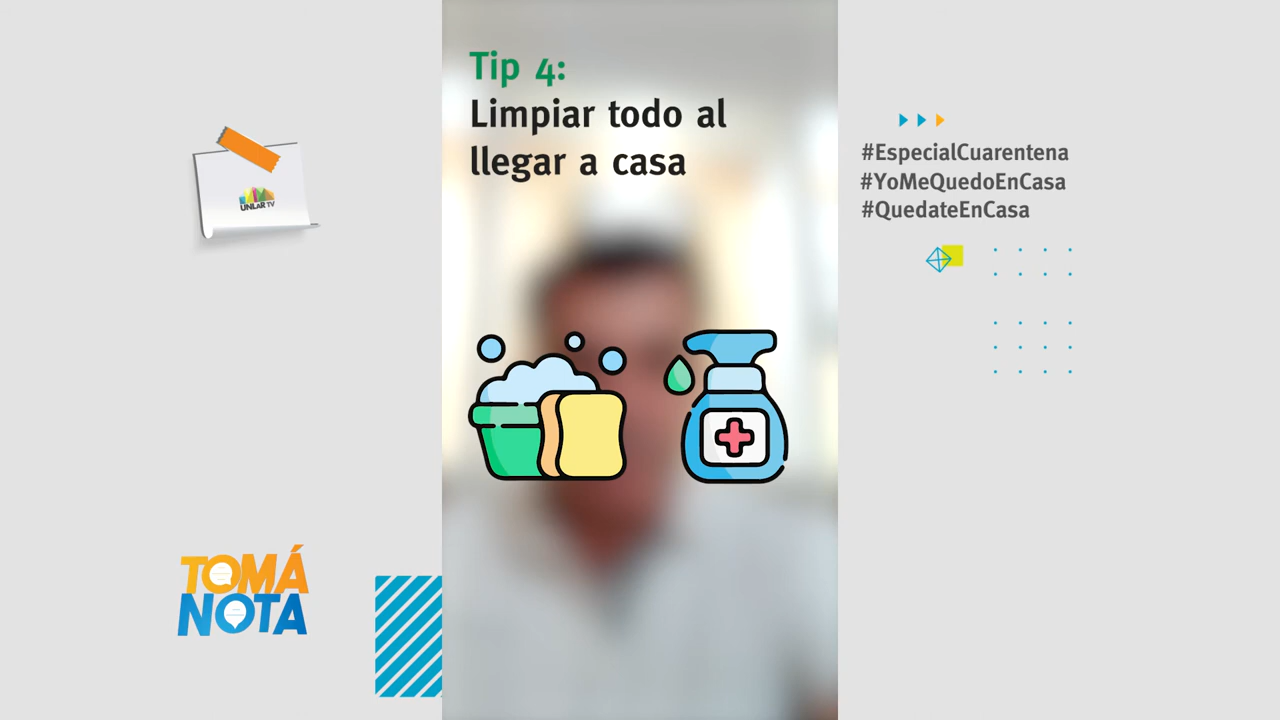 Tip 4:
Limpiar todo al
llegar a casa
#EspecialCuarentena
#YoMeQuedoEnCasa
#QuedateEnCasa
UNLAR TV
TOMÁ
NOTA